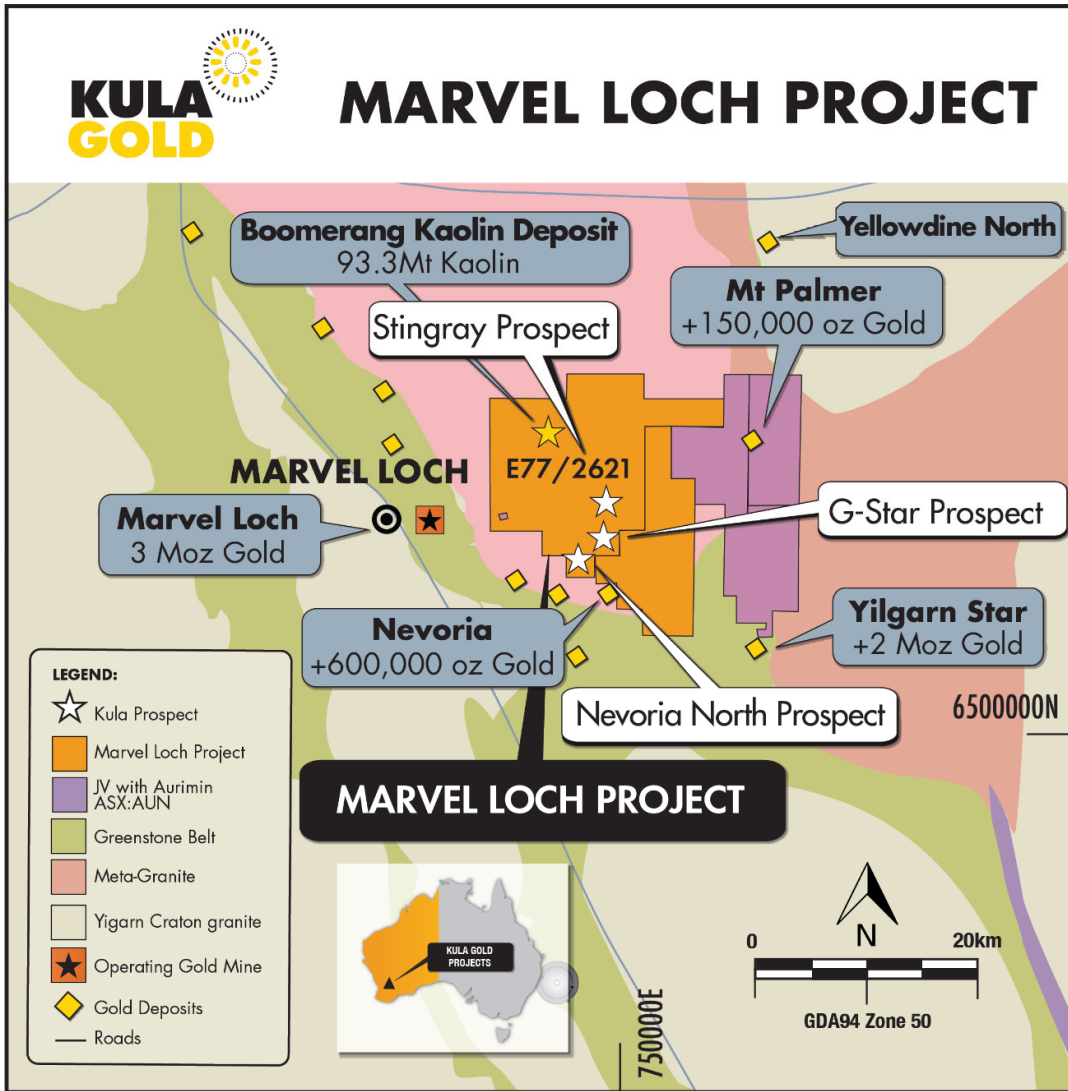 KULA
GOLD
MARVEL LOCH PROJECT
Boomerang Kaolin Deposit
93.3Mt Kaolin
Yellowdine North
Mt Palmer
+150,000 oz Gold
Stingray Prospect
E77/2621
MARVEL LOCH
Marvel Loch
3 Moz Gold
G-Star Prospect
Nevoria
+600,000 oz Gold
Yilgarn Star
+2 Moz Gold
Nevoria North Prospect
6500000N
MARVEL LOCH PROJECT
LEGEND:
Kula Prospect
Marvel Loch Project
JV with Aurimin
ASX:AUN
Greenstone Belt
Meta-Granite
Yigarn Craton granite
Operating Gold Mine
Gold Deposits
Roads
KULA GOLD
PROJECTS
750000E
N
0 20km
GDA94 Zone 50